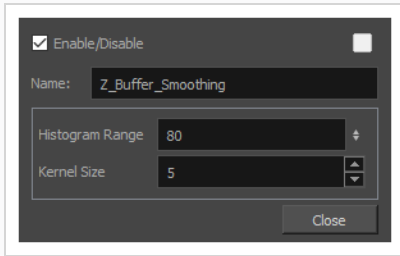 Enable/Disable
Name: Z_Buffer_Smoothing
Histogram Range 80
Kernel Size 5
Close